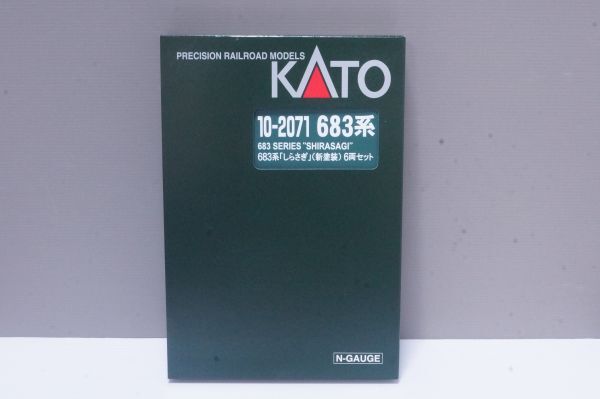 PRECISION RAILROAD MODELS
KATO
10-2071 683系
683 SERIES "SHIRASAGI"
683系「しらさぎ」（新塗装）6両セット
N-GAUGE